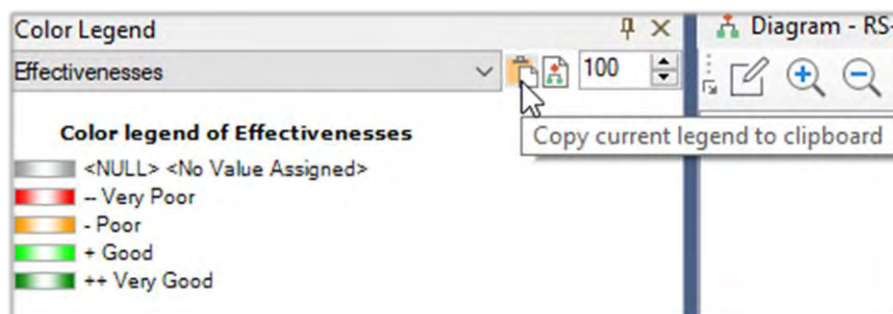 Color Legend
Diagram - RS-
Effectivenesses
100
Copy current legend to clipboard
Color legend of Effectivenesses
<NULL> <No Value Assigned>
-- Very Poor
- Poor
+ Good
++ Very Good